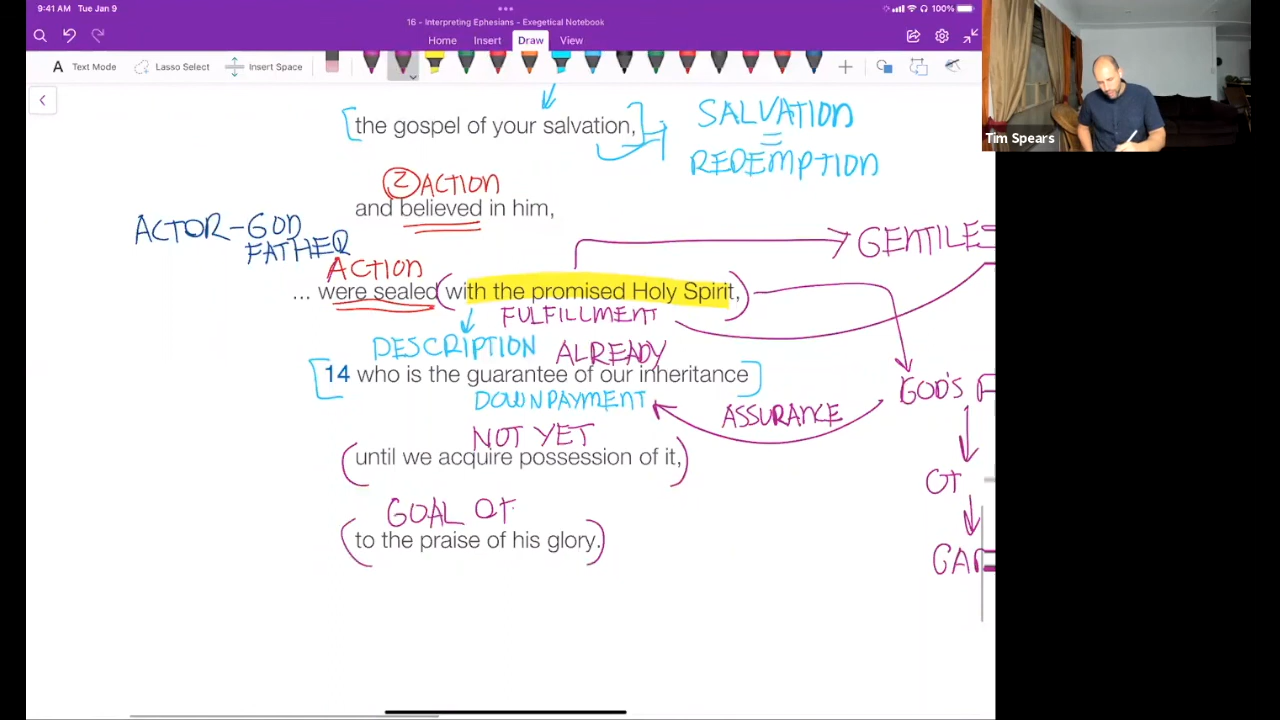 9:41 AM Tue Jan 9
100%
16 - Interpreting Ephesians - Exegetical Notebook
Home Insert Draw View
A Text Mode Lasso Select Insert Space
Tim Spears
the gospel of your salvation,
SALVATION
=
REDEMPTION
② ACTION
and believed in him,
ACTOR-GOD
FATHER
GENTILES
ACTION
... were sealed (with the promised Holy Spirit,)
FULFILLMENT
DESCRIPTION ALREADY
[14 who is the guarantee of our inheritance]
DOWNPAYMENT
ASSURANCE
GOD'S
NOT YET
(until we acquire possession of it,)
OT
GOAL OF
(to the praise of his glory.)